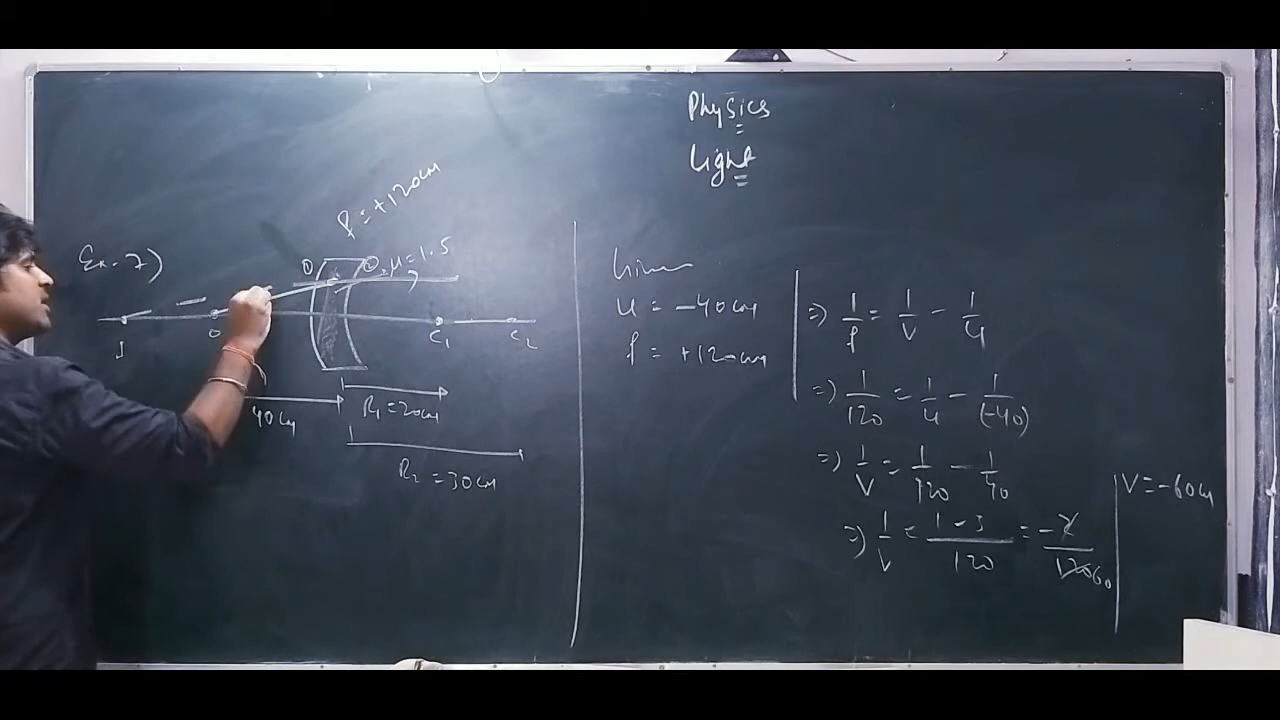 Physics
Light
Ex. 7)
f = +120cm
① ②
μ = 1.5
I O C₁ C₂
40cm
R₁ = 20cm
R₂ = 30cm
Given
u = -40cm
f = +120cm
=) 1/f = 1/v - 1/u
=) 1/120 = 1/u - 1/(-40)
=) 1/v = 1/120 - 1/40
=) 1/v = 1-3/120 = -2/120 60
V = -60cm